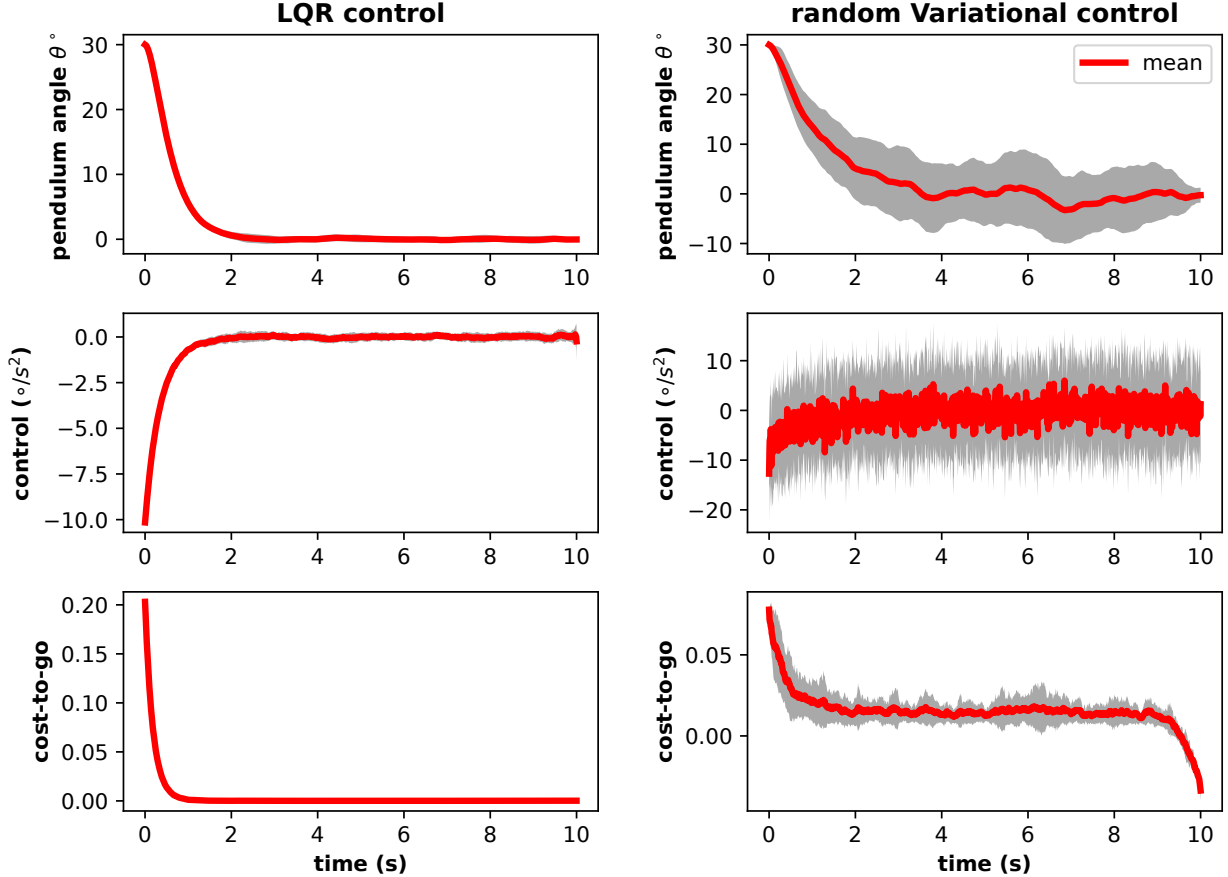 LQR control
random Variational control
pendulum angle θ°
30
20
10
0
0 2 4 6 8 10
pendulum angle θ°
30
20
10
0
−10
0 2 4 6 8 10
mean
control (∘/s²)
0.0
−2.5
−5.0
−7.5
−10.0
0 2 4 6 8 10
control (∘/s²)
10
0
−10
−20
0 2 4 6 8 10
cost-to-go
0.20
0.15
0.10
0.05
0.00
0 2 4 6 8 10
time (s)
cost-to-go
0.05
0.00
0 2 4 6 8 10
time (s)